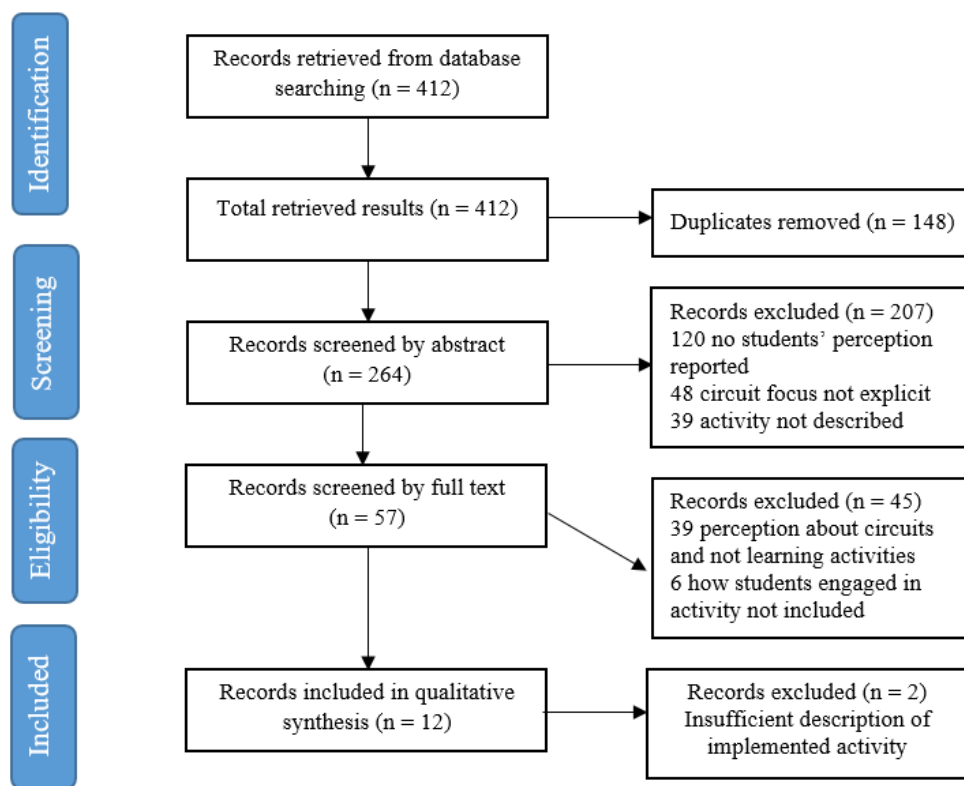 Identification
Records retrieved from database
searching (n = 412)
Total retrieved results (n = 412)
Duplicates removed (n = 148)
Screening
Records screened by abstract
(n = 264)
Records excluded (n = 207)
120 no students’ perception
reported
48 circuit focus not explicit
39 activity not described
Eligibility
Records screened by full text
(n = 57)
Records excluded (n = 45)
39 perception about circuits
and not learning activities
6 how students engaged in
activity not included
Included
Records included in qualitative
synthesis (n = 12)
Records excluded (n = 2)
Insufficient description of
implemented activity